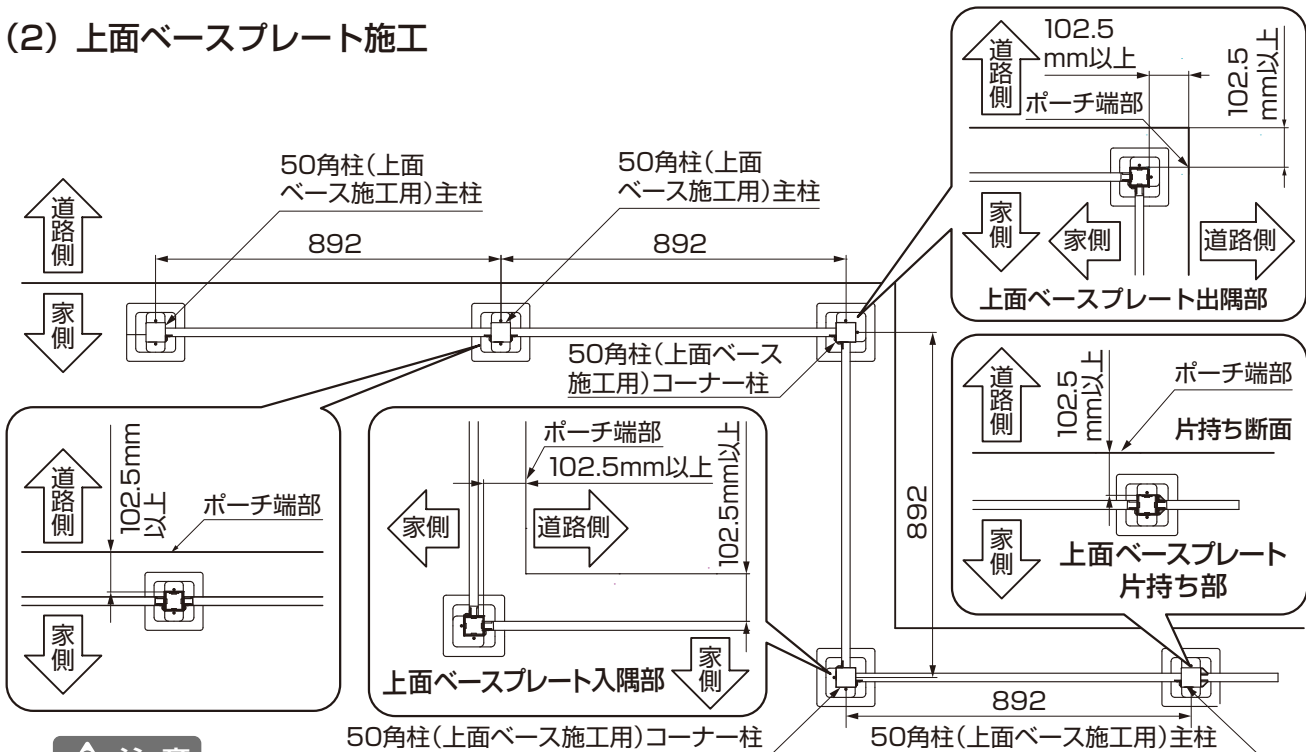 (2) 上面ベースプレート施工
道路側
家側
50角柱(上面
ベース施工用)主柱
50角柱(上面
ベース施工用)主柱
892
892
50角柱(上面ベース
施工用)コーナー柱
892
892
50角柱(上面ベース施工用)コーナー柱
50角柱(上面ベース施工用)主柱
道路側
102.5
mm以上
102.5
mm以上
ポーチ端部
家側
家側
道路側
上面ベースプレート出隅部
道路側
102.5
mm以上
ポーチ端部
片持ち断面
家側
上面ベースプレート
片持ち部
道路側
102.5mm
以上
ポーチ端部
家側
ポーチ端部
102.5mm以上
102.5mm以上
家側
道路側
上面ベースプレート入隅部
家側